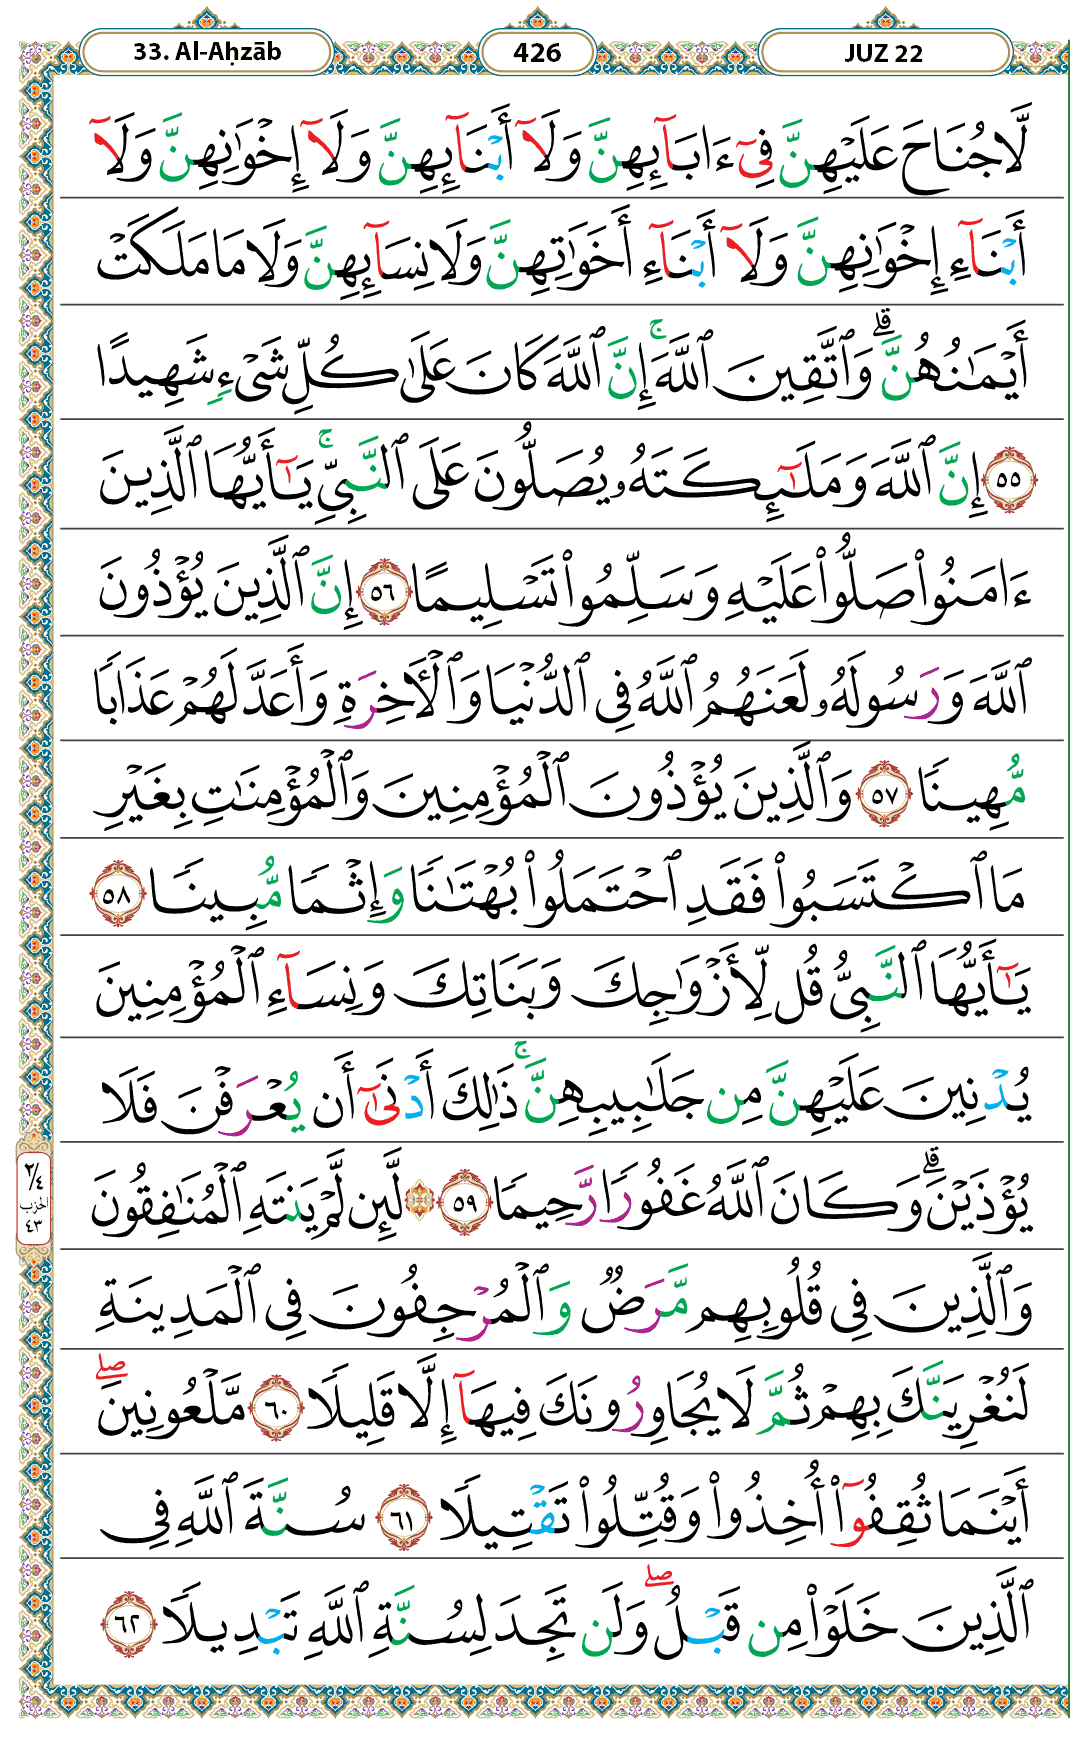 33. Al-Aḥzāb
426
JUZ 22
لَّا جُنَاحَ عَلَيْهِنَّ فِىٓ ءَابَآئِهِنَّ وَلَآ أَبْنَآئِهِنَّ وَلَآ إِخْوَٰنِهِنَّ وَلَآ
أَبْنَآءِ إِخْوَٰنِهِنَّ وَلَآ أَبْنَآءِ أَخَوَٰتِهِنَّ وَلَا نِسَآئِهِنَّ وَلَا مَا مَلَكَتْ
أَيْمَٰنُهُنَّ ۗ وَٱتَّقِينَ ٱللَّهَ ۚ إِنَّ ٱللَّهَ كَانَ عَلَىٰ كُلِّ شَىْءٍ شَهِيدًا
٥٥ إِنَّ ٱللَّهَ وَمَلَٰٓئِكَتَهُۥ يُصَلُّونَ عَلَى ٱلنَّبِىِّ ۚ يَٰٓأَيُّهَا ٱلَّذِينَ
ءَامَنُوا۟ صَلُّوا۟ عَلَيْهِ وَسَلِّمُوا۟ تَسْلِيمًا ٥٦ إِنَّ ٱلَّذِينَ يُؤْذُونَ
ٱللَّهَ وَرَسُولَهُۥ لَعَنَهُمُ ٱللَّهُ فِى ٱلدُّنْيَا وَٱلْأَخِرَةِ وَأَعَدَّ لَهُمْ عَذَابًا
مُّهِينًا ٥٧ وَٱلَّذِينَ يُؤْذُونَ ٱلْمُؤْمِنِينَ وَٱلْمُؤْمِنَٰتِ بِغَيْرِ
مَا ٱكْتَسَبُوا۟ فَقَدِ ٱحْتَمَلُوا۟ بُهْتَٰنًا وَإِثْمًا مُّبِينًا ٥٨
يَٰٓأَيُّهَا ٱلنَّبِىُّ قُل لِّأَزْوَٰجِكَ وَبَنَاتِكَ وَنِسَآءِ ٱلْمُؤْمِنِينَ
يُدْنِينَ عَلَيْهِنَّ مِن جَلَٰبِيبِهِنَّ ۚ ذَٰلِكَ أَدْنَىٰٓ أَن يُعْرَفْنَ فَلَا
يُؤْذَيْنَ ۗ وَكَانَ ٱللَّهُ غَفُورًا رَّحِيمًا ٥٩ ۞ لَّئِن لَّمْ يَنتَهِ ٱلْمُنَٰفِقُونَ
وَٱلَّذِينَ فِى قُلُوبِهِم مَّرَضٌ وَٱلْمُرْجِفُونَ فِى ٱلْمَدِينَةِ
لَنُغْرِيَنَّكَ بِهِمْ ثُمَّ لَا يُجَاوِرُونَكَ فِيهَآ إِلَّا قَلِيلًا ٦٠ مَّلْعُونِينَ ۖ
أَيْنَمَا ثُقِفُوٓا۟ أُخِذُوا۟ وَقُتِّلُوا۟ تَقْتِيلًا ٦١ سُنَّةَ ٱللَّهِ فِى
ٱلَّذِينَ خَلَوْا۟ مِن قَبْلُ ۖ وَلَن تَجِدَ لِسُنَّةِ ٱللَّهِ تَبْدِيلًا ٦٢
٢/٤
الحزب
٤٣